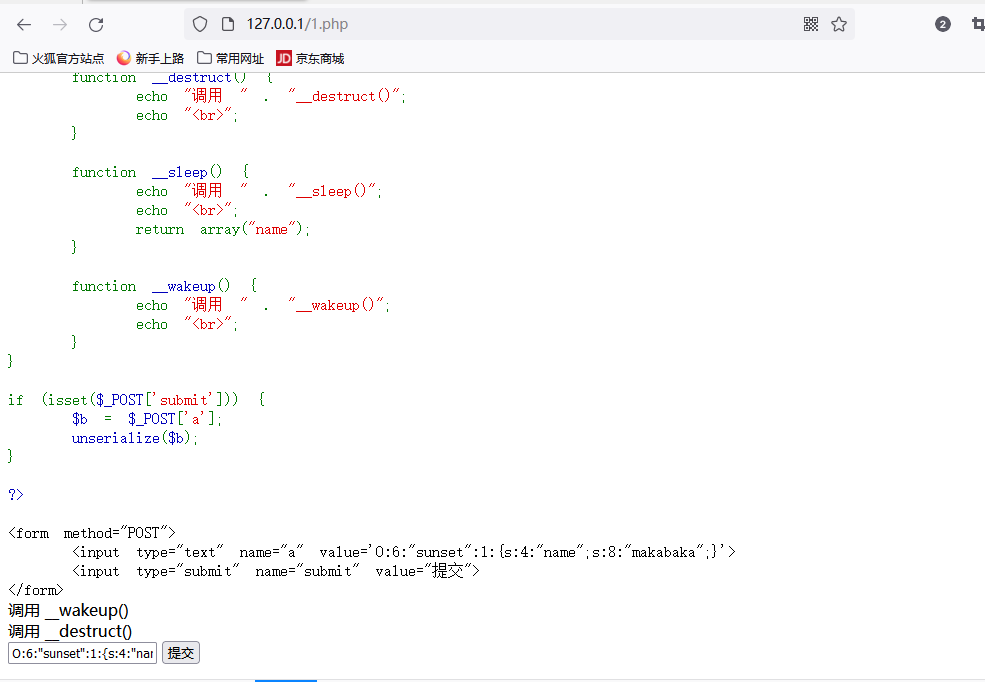 127.0.0.1/1.php
2
火狐官方站点 新手上路 常用网址 JD 京东商城
function __destruct() {
echo "调用 " . "__destruct()";
echo "<br>";
}
function __sleep() {
echo "调用 " . "__sleep()";
echo "<br>";
return array("name");
}
function __wakeup() {
echo "调用 " . "__wakeup()";
echo "<br>";
}
}
if (isset($_POST['submit'])) {
$b = $_POST['a'];
unserialize($b);
}
?>
<form method="POST">
<input type="text" name="a" value='O:6:"sunset":1:{s:4:"name";s:8:"makabaka";}'>
<input type="submit" name="submit" value="提交">
</form>
调用 __wakeup()
调用 __destruct()
O:6:"sunset":1:{s:4:"nar 提交